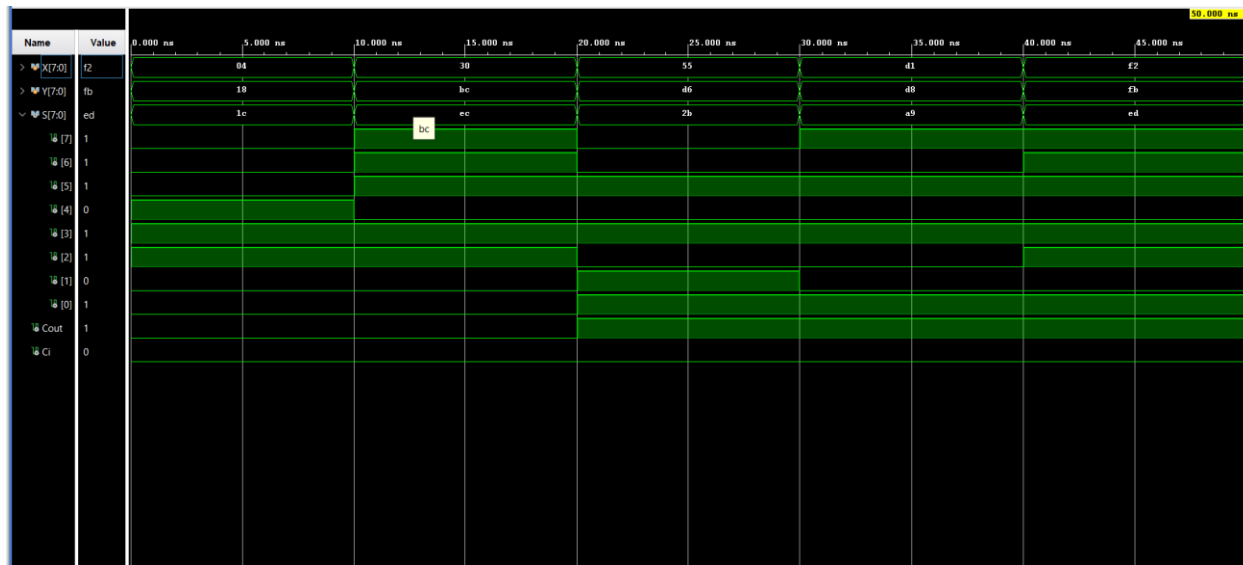 50.000 ns
Name Value 0.000 ns 5.000 ns 10.000 ns 15.000 ns 20.000 ns 25.000 ns 30.000 ns 35.000 ns 40.000 ns 45.000 ns
X[7:0] f2 04 30 55 d1 f2
Y[7:0] fb 18 bc d6 d8 fb
S[7:0] ed 1c ec 2b a9 ed
bc
[7] 1
[6] 1
[5] 1
[4] 0
[3] 1
[2] 1
[1] 0
[0] 1
Cout 1
Ci 0